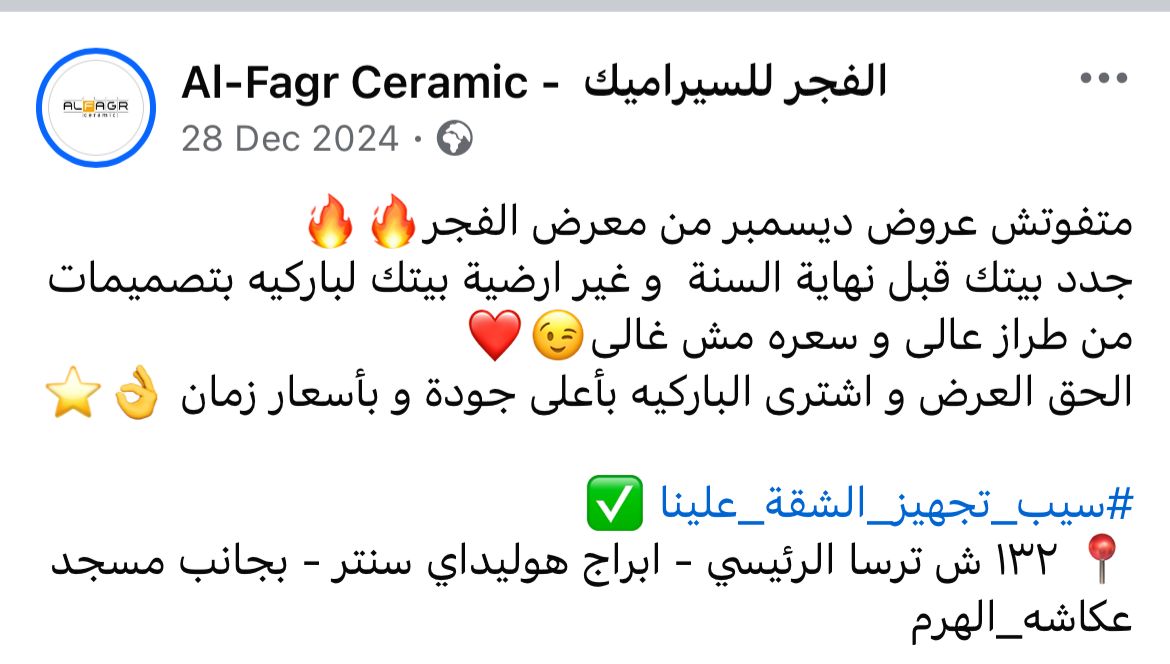 Al-Fagr Ceramic - الفجر للسيراميك
ALFAGR
ceramic
28 Dec 2024 ·
متفوتش عروض ديسمبر من معرض الفجر🔥🔥
جدد بيتك قبل نهاية السنة و غير ارضية بيتك لباركيه بتصميمات
من طراز عالى و سعره مش غالى😉❤️
الحق العرض و اشترى الباركيه بأعلى جودة و بأسعار زمان 👌⭐
#سيب_تجهيز_الشقة_علينا ✅
📍 ١٣٢ ش ترسا الرئيسي - ابراج هوليداي سنتر - بجانب مسجد
عكاشه_الهرم